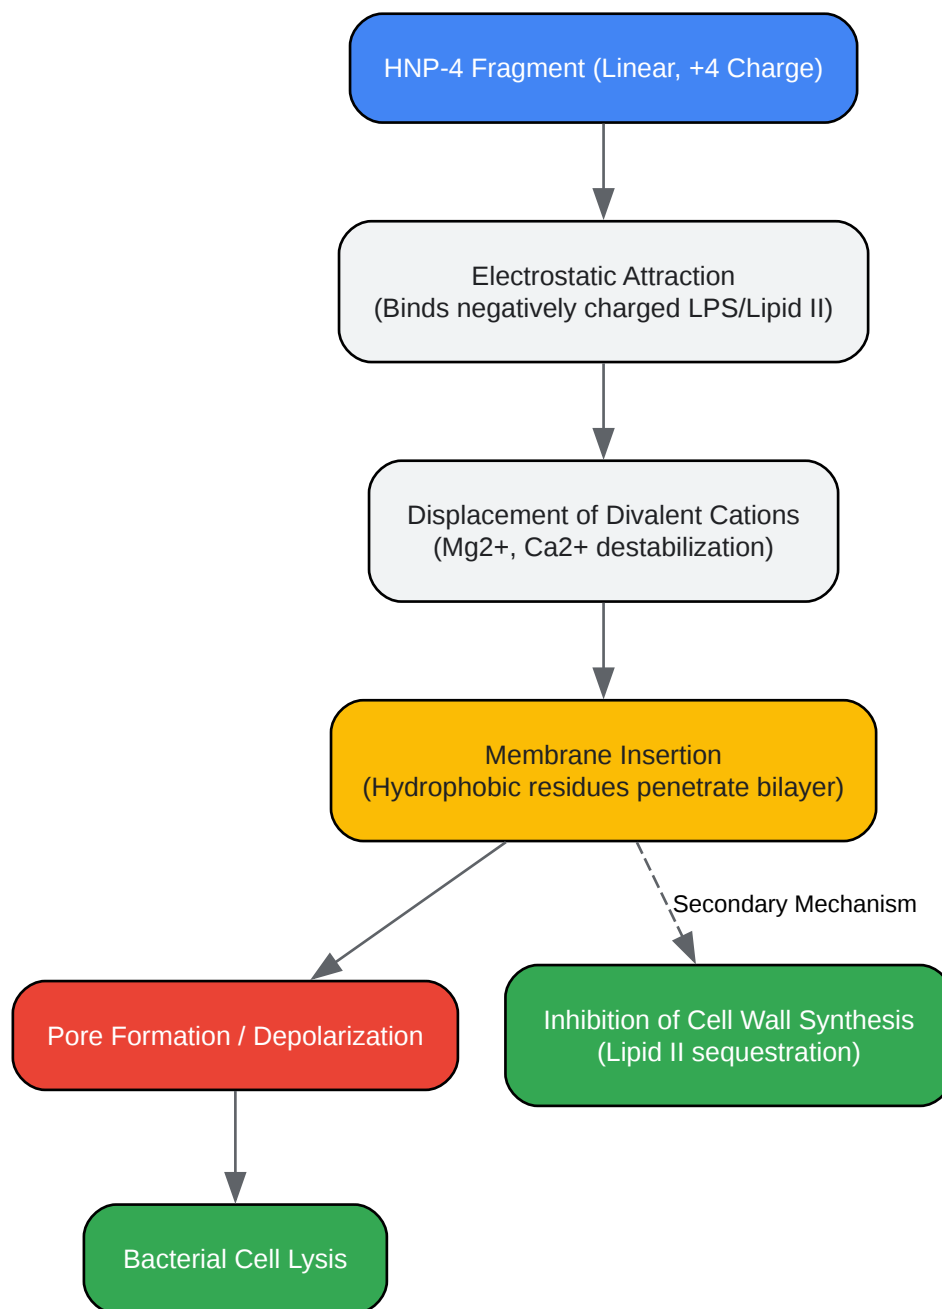 HNP-4 Fragment (Linear, +4 Charge)
Electrostatic Attraction
(Binds negatively charged LPS/Lipid II)
Displacement of Divalent Cations
(Mg2+, Ca2+ destabilization)
Membrane Insertion
(Hydrophobic residues penetrate bilayer)
Secondary Mechanism
Pore Formation / Depolarization
Inhibition of Cell Wall Synthesis
(Lipid II sequestration)
Bacterial Cell Lysis